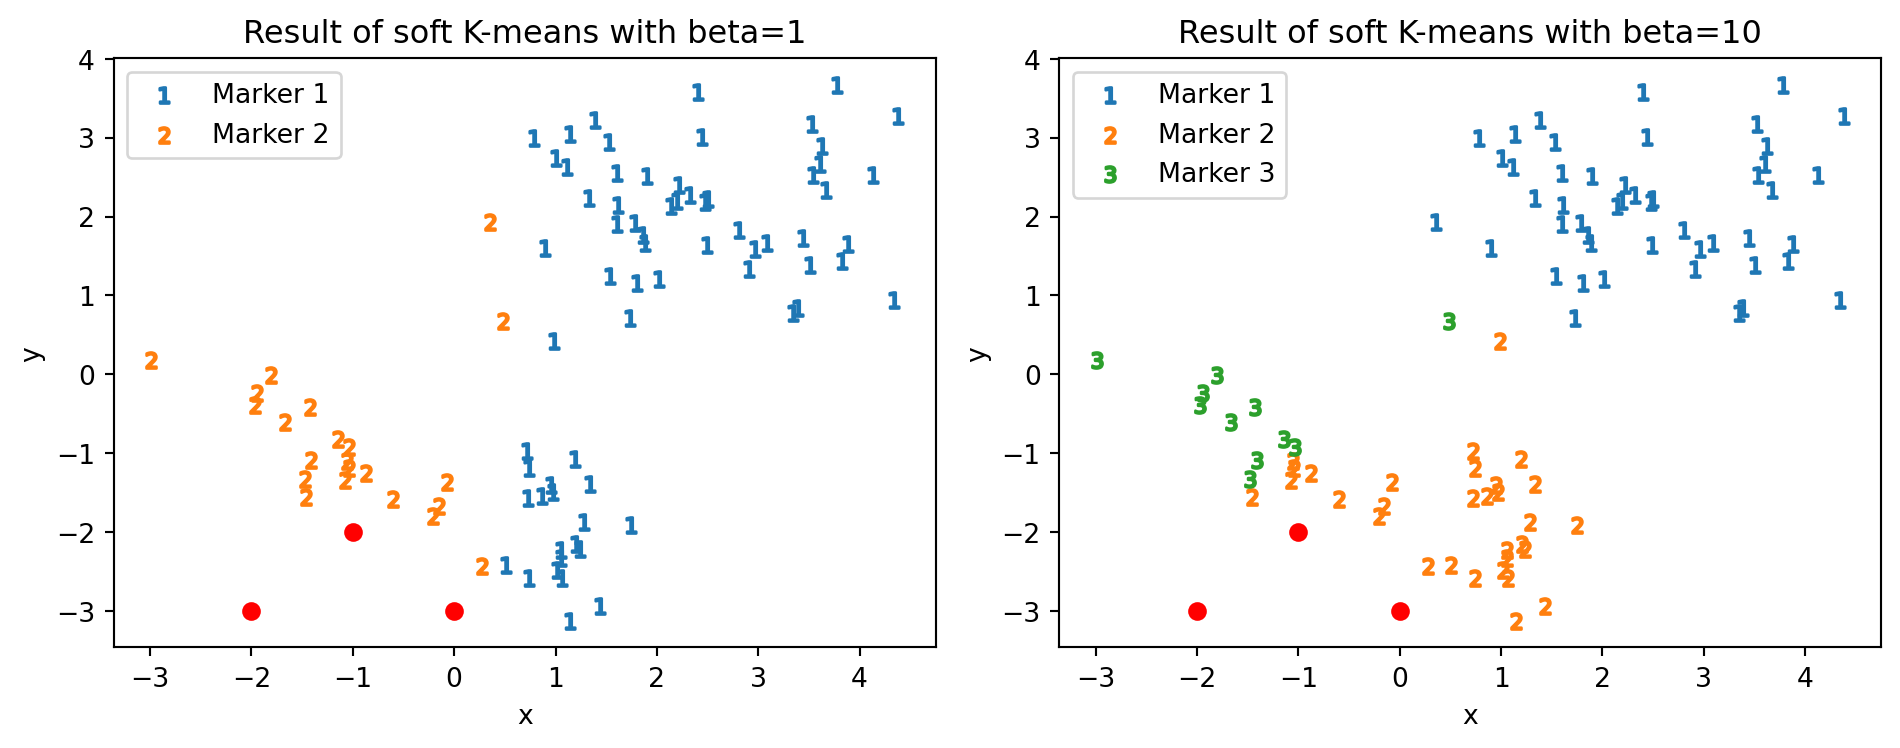 Result of soft K-means with beta=1
Marker 1
Marker 2
4
3
2
1
0
−1
−2
−3
y
−3 −2 −1 0 1 2 3 4
x
Result of soft K-means with beta=10
Marker 1
Marker 2
Marker 3
4
3
2
1
0
−1
−2
−3
y
−3 −2 −1 0 1 2 3 4
x